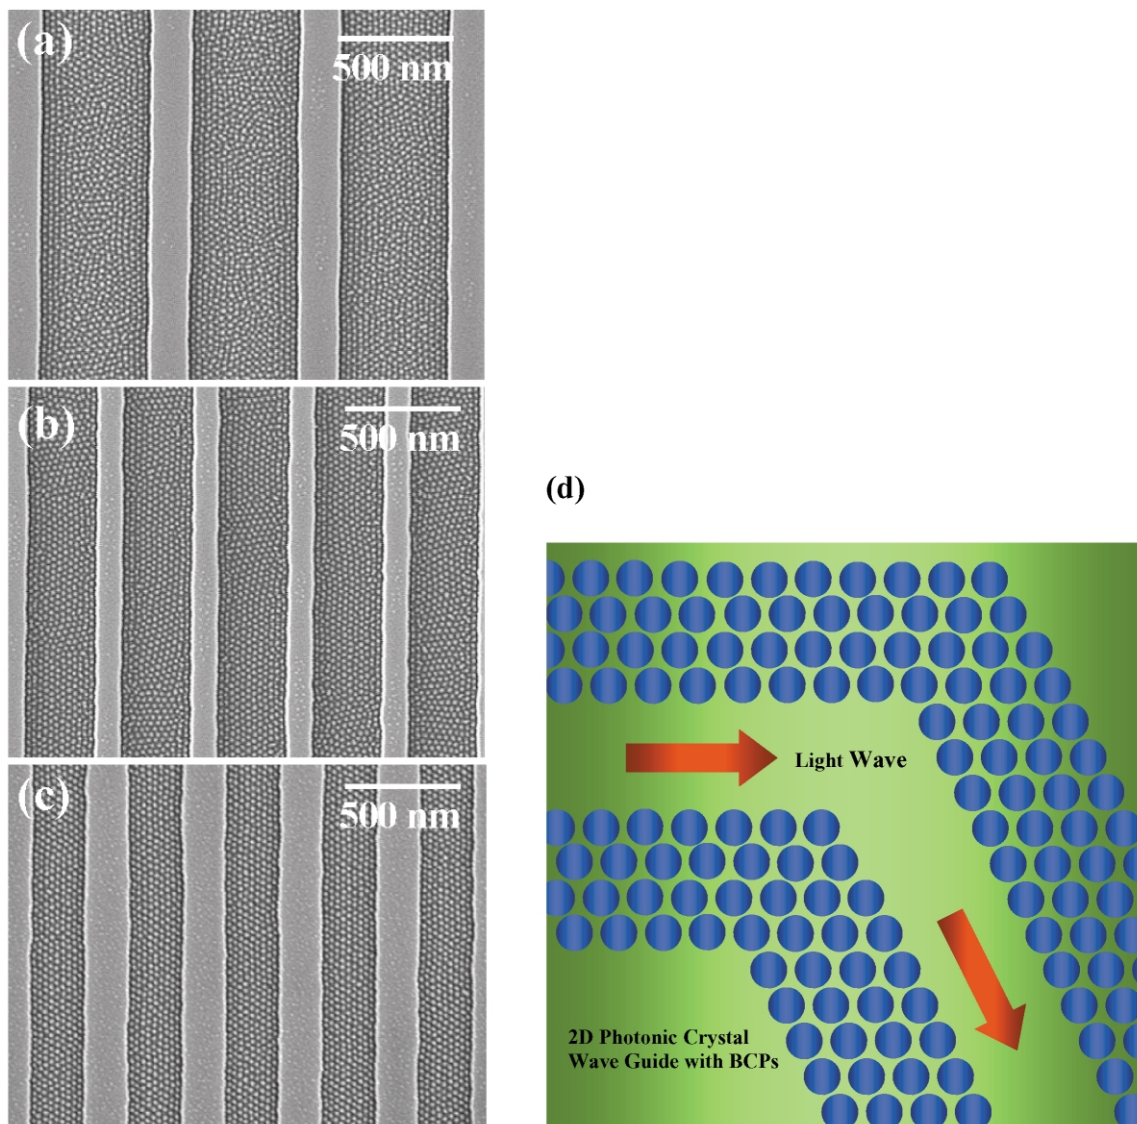 (a)
500 nm
(b)
500 nm
(c)
500 nm
(d)
Light Wave
2D Photonic Crystal
Wave Guide with BCPs